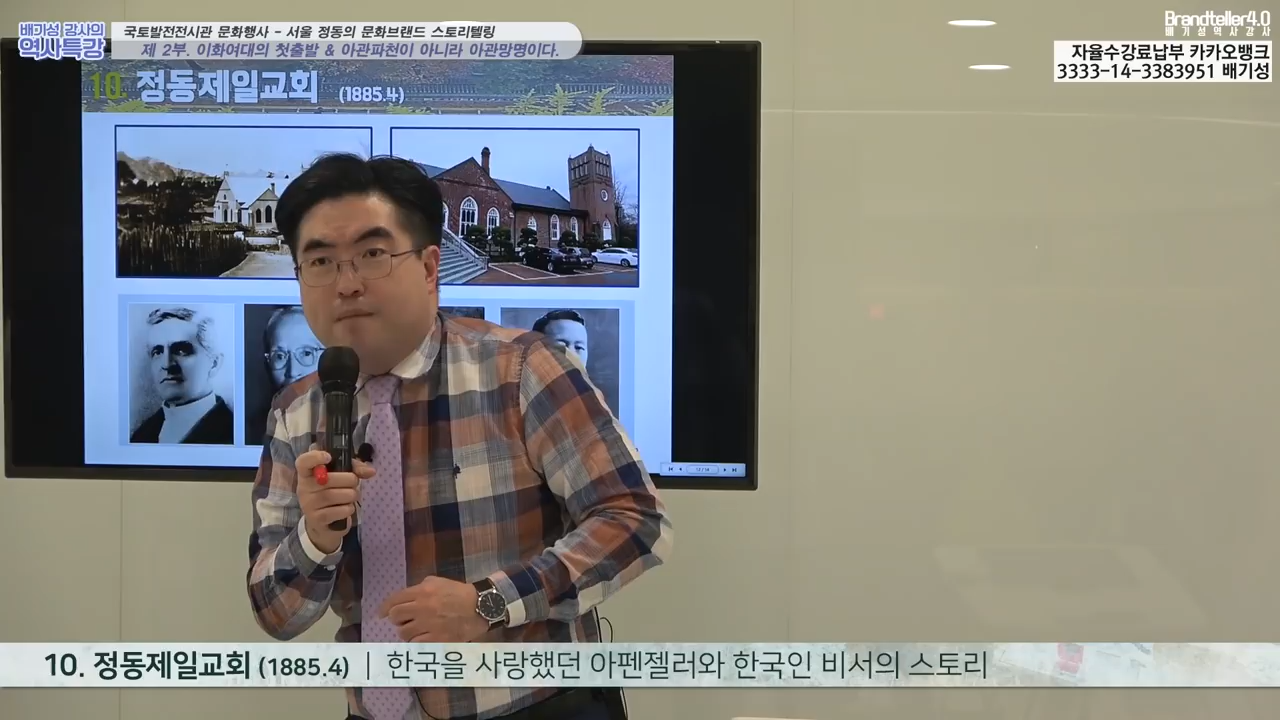 배기성 강사의
역사특강
국토발전전시관 문화행사 - 서울 정동의 문화브랜드 스토리텔링
제 2부. 이화여대의 첫출발 & 아관파천이 아니라 아관망명이다.
Brandteller4.0
배기성역사강사
자율수강료납부 카카오뱅크
3333-14-3383951 배기성
10. 정동제일교회 (1885.4)
10. 정동제일교회 (1885.4) | 한국을 사랑했던 아펜젤러와 한국인 비서의 스토리